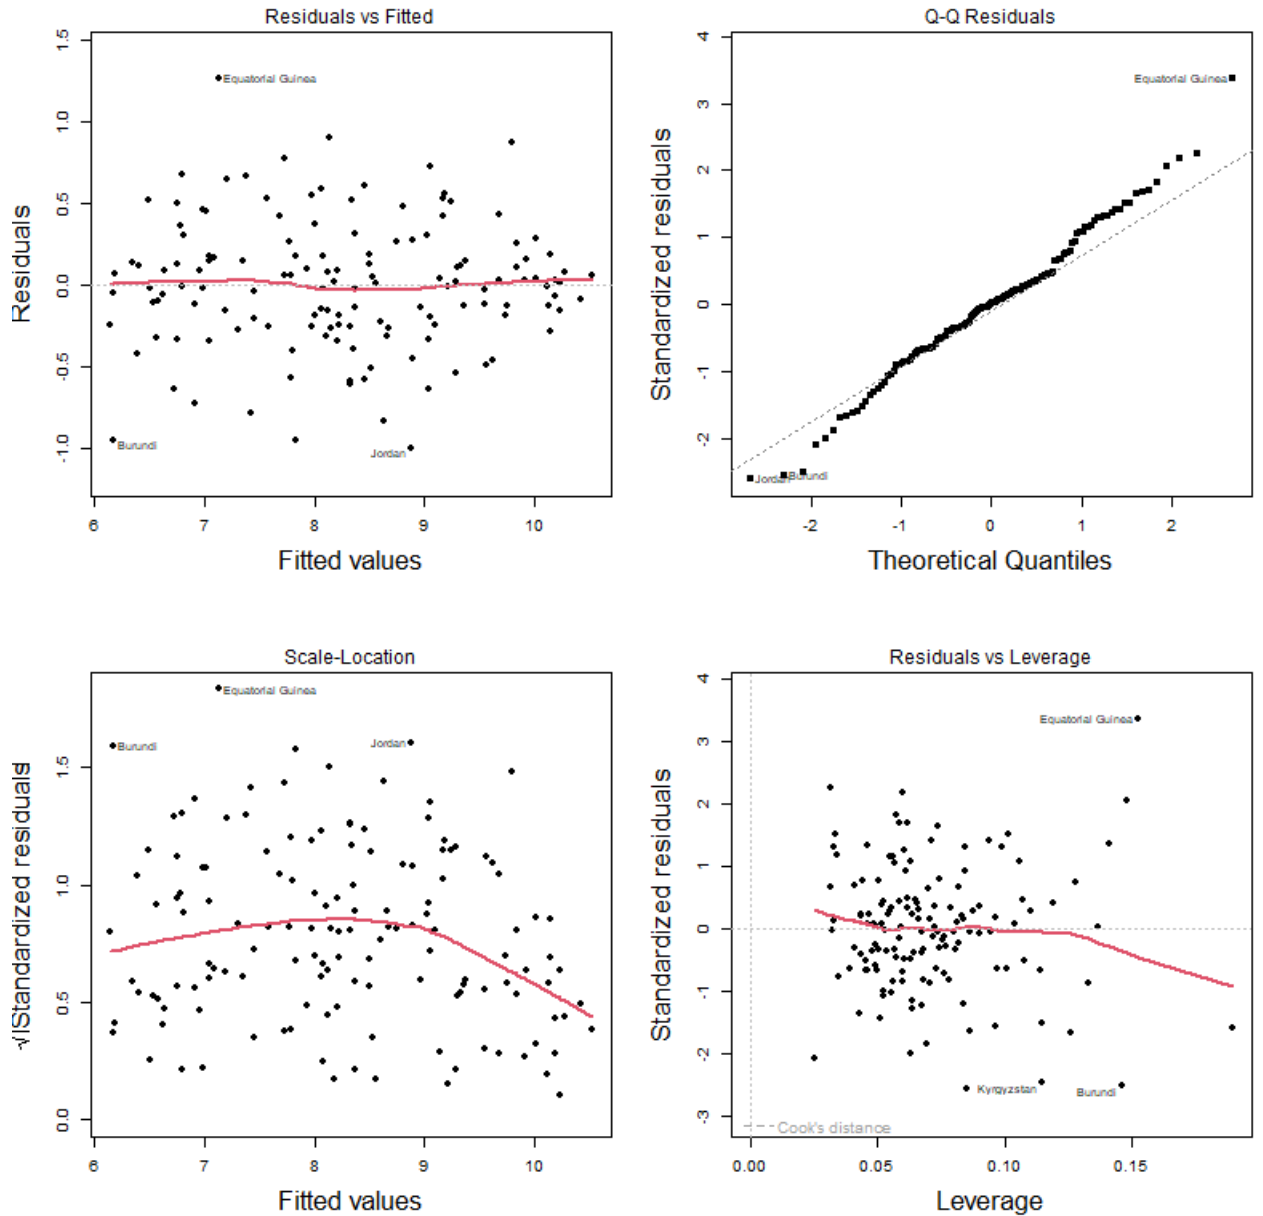 Residuals vs Fitted
1.5
1.0
0.5
0.0
-0.5
-1.0
Residuals
Equatorial Guinea
Burundi
Jordan
6 7 8 9 10
Fitted values
Q-Q Residuals
4
3
2
1
0
-1
-2
Standardized residuals
Equatorial Guinea
Jordan
Burundi
-2 -1 0 1 2
Theoretical Quantiles
Scale-Location
1.5
1.0
0.5
0.0
√|Standardized residuals|
Equatorial Guinea
Burundi
Jordan
6 7 8 9 10
Fitted values
Residuals vs Leverage
4
3
2
1
0
-1
-2
-3
Standardized residuals
Equatorial Guinea
Kyrgyzstan
Burundi
Cook's distance
0.00 0.05 0.10 0.15
Leverage